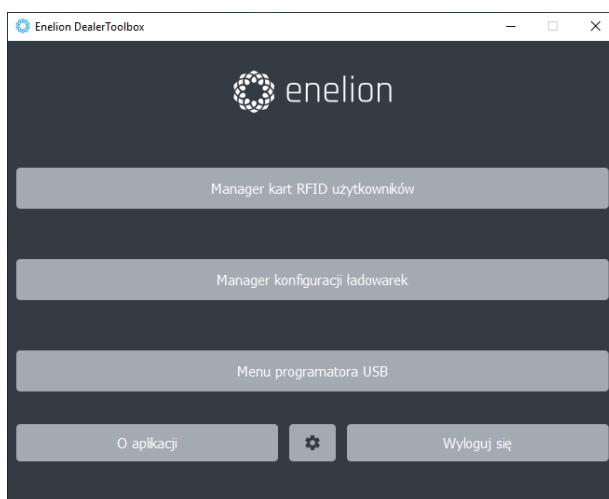 Enelion DealerToolbox
enelion
Manager kart RFID użytkowników
Manager konfiguracji ładowarek
Menu programatora USB
O aplikacji
Wyloguj się